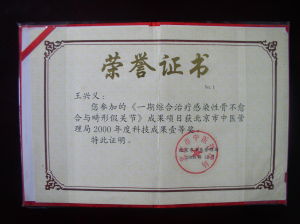 荣誉证书
No: 1
王兴义：
您参加的《一期综合治疗感染性骨不愈
合与畸形假关节》成果项目获北京市中医管
理局2000年度科技成果壹等奖。
特此证明。